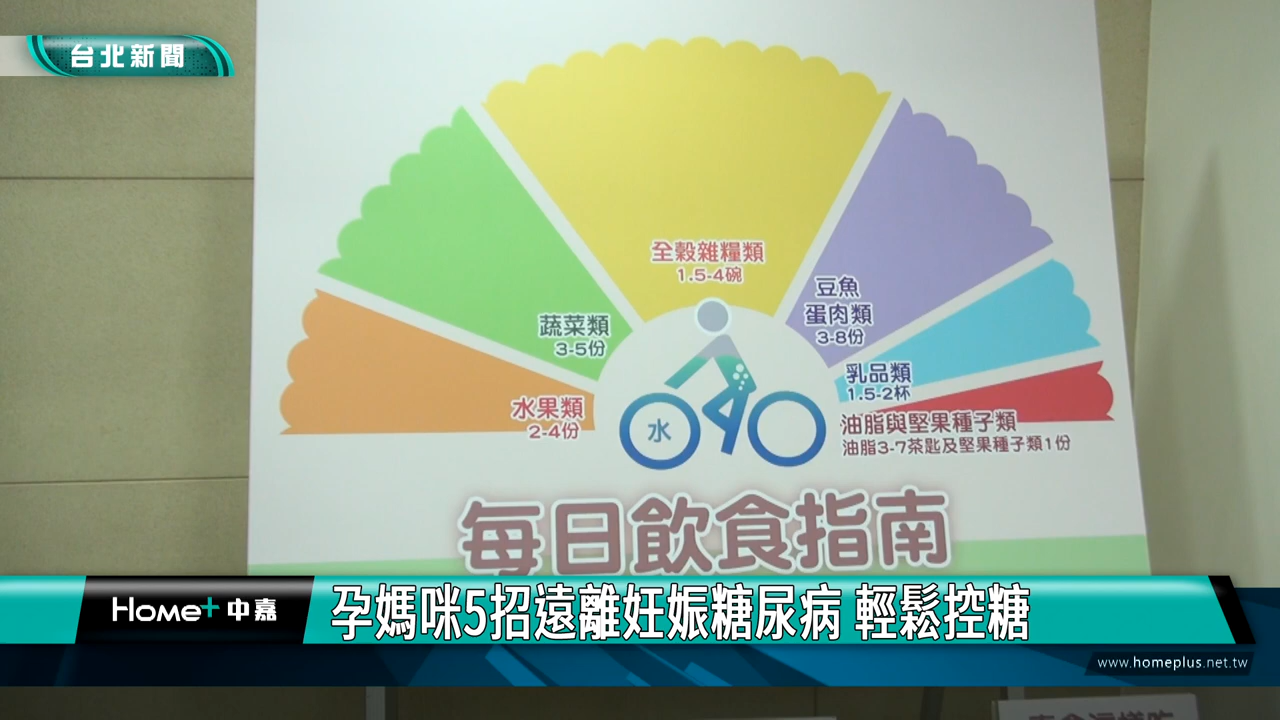 台北新聞
全穀雜糧類
1.5-4碗
豆魚
蛋肉類
3-8份
蔬菜類
3-5份
乳品類
1.5-2杯
水果類
2-4份
水
油脂與堅果種子類
油脂3-7茶匙及堅果種子類1份
每日飲食指南
Home+中嘉
孕媽咪5招遠離妊娠糖尿病 輕鬆控糖
www.homeplus.net.tw